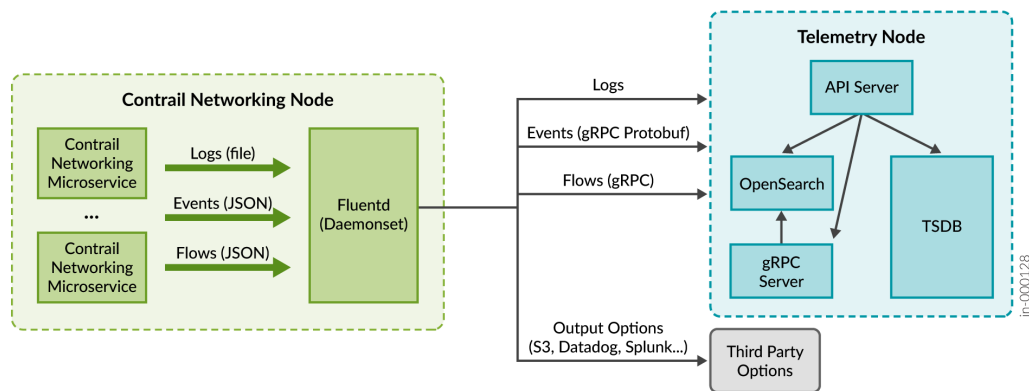 Contrail Networking Node
Contrail
Networking
Microservice
...
Contrail
Networking
Microservice
Logs (file)
Events (JSON)
Flows (JSON)
Fluentd
(Daemonset)
Logs
Events (gRPC Protobuf)
Flows (gRPC)
Output Options
(S3, Datadog, Splunk...)
Telemetry Node
API Server
OpenSearch
gRPC
Server
TSDB
Third Party
Options
jn-000128